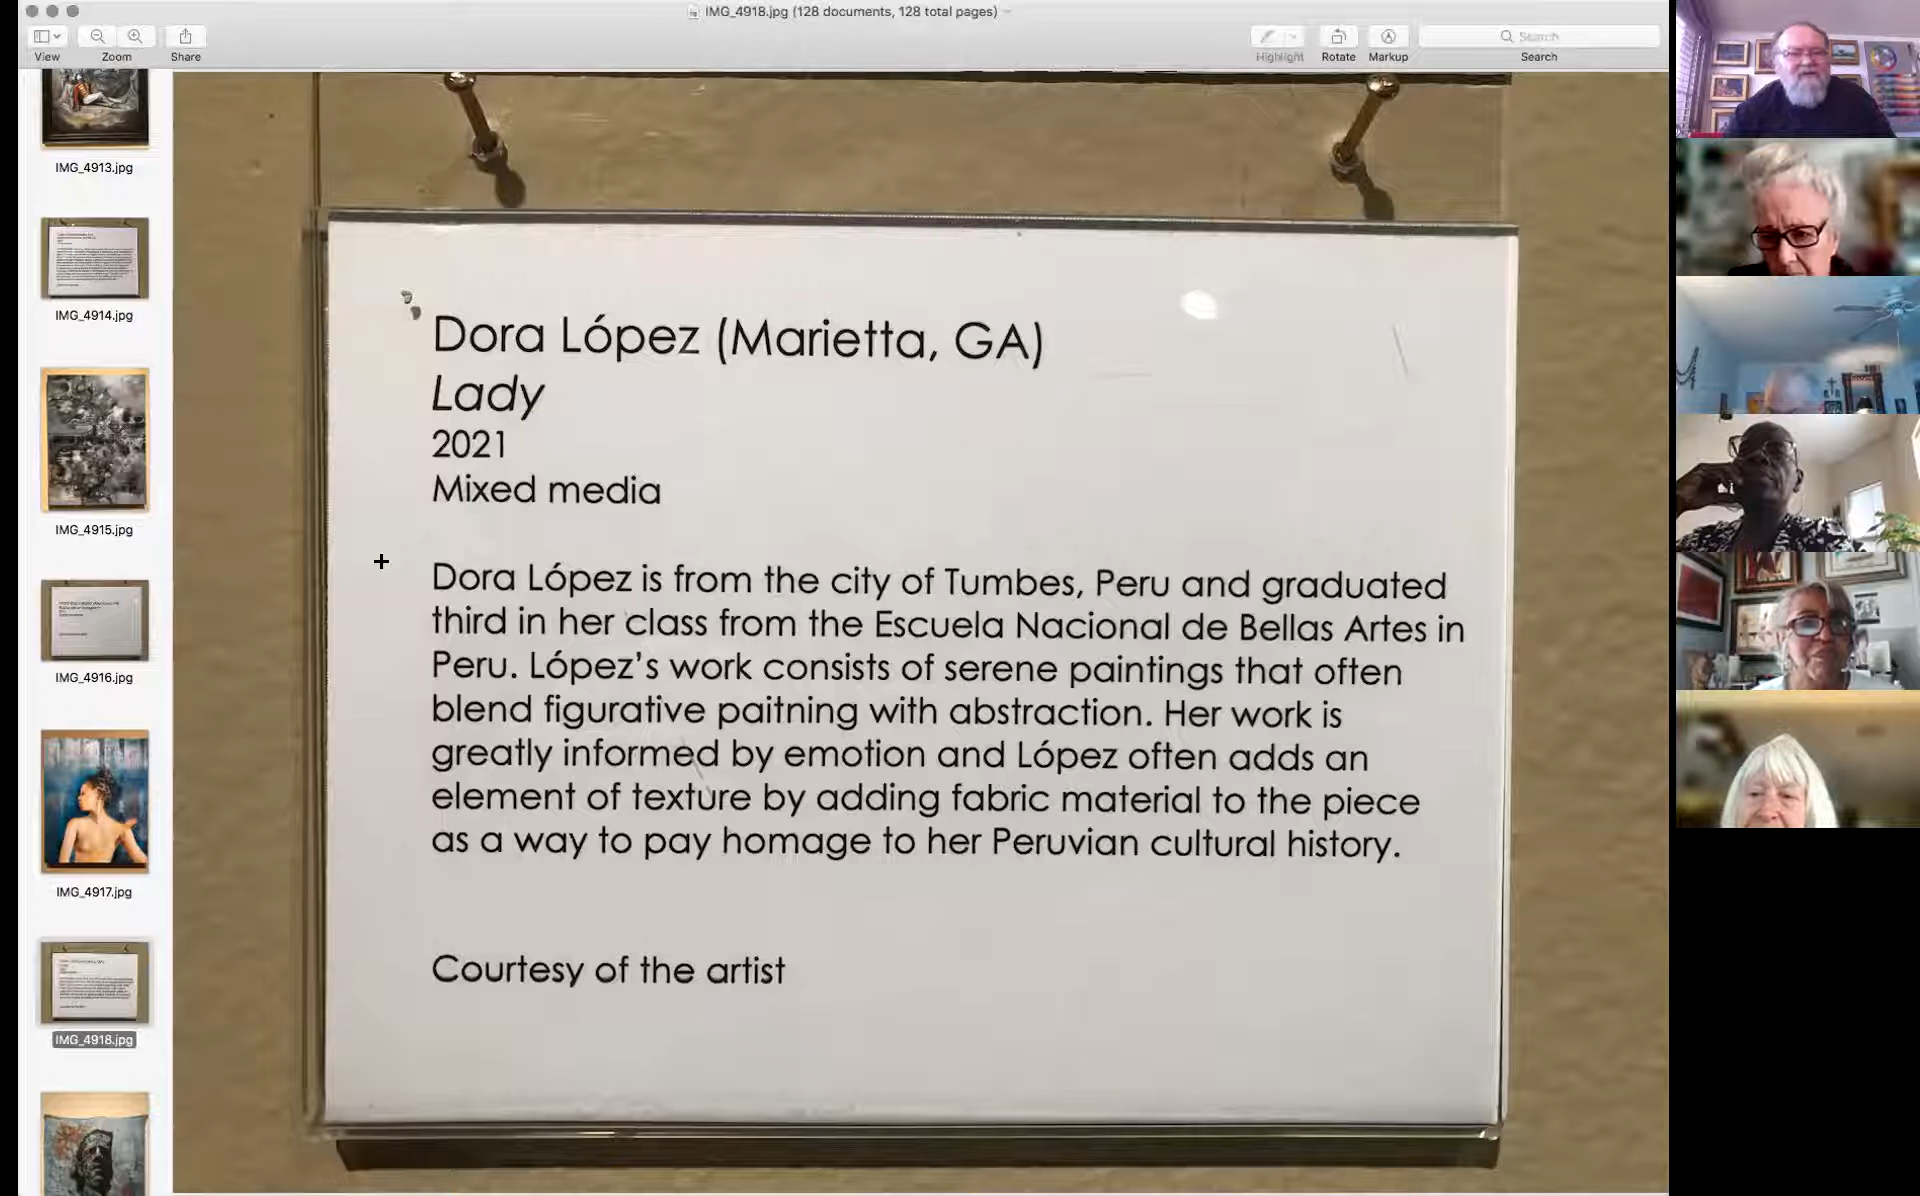 IMG_4918.jpg (128 documents, 128 total pages)
View
Zoom
Share
Highlight
Rotate
Markup
Search
Search
IMG_4913.jpg
IMG_4914.jpg
IMG_4915.jpg
IMG_4916.jpg
IMG_4917.jpg
IMG_4918.jpg
Dora López (Marietta, GA)
Lady
2021
Mixed media
Dora López is from the city of Tumbes, Peru and graduated
third in her class from the Escuela Nacional de Bellas Artes in
Peru. López’s work consists of serene paintings that often
blend figurative paitning with abstraction. Her work is
greatly informed by emotion and López often adds an
element of texture by adding fabric material to the piece
as a way to pay homage to her Peruvian cultural history.
Courtesy of the artist